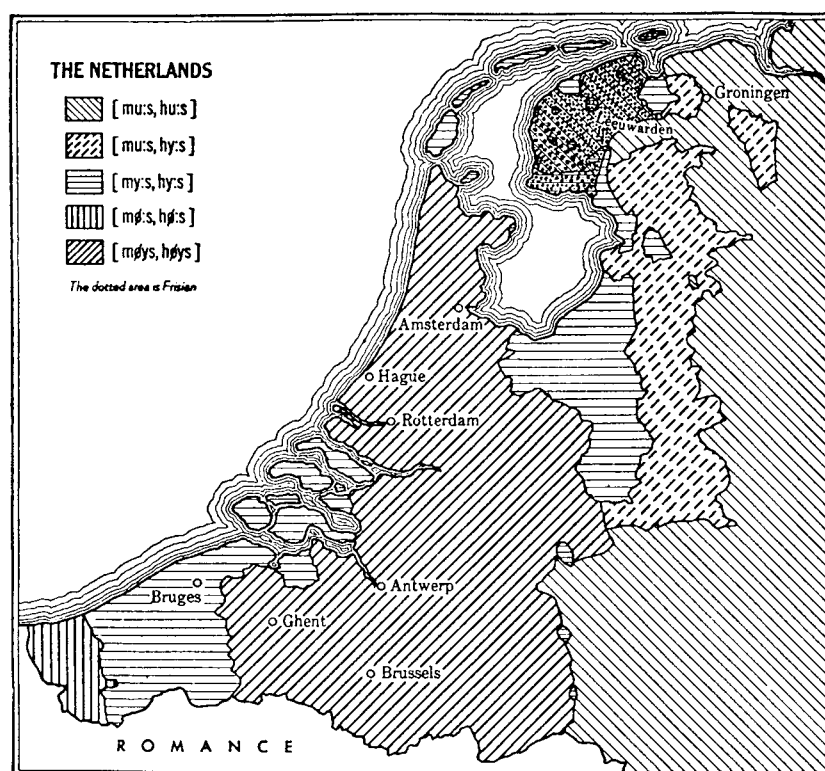 THE NETHERLANDS
[mu:s, hu:s]
[mu:s, hy:s]
[my:s, hy:s]
[mø:s, hø:s]
[møys, høys]
The dotted area is Frisian
Groningen
Leeuwarden
Amsterdam
Hague
Rotterdam
Antwerp
Bruges
Ghent
Brussels
ROMANCE